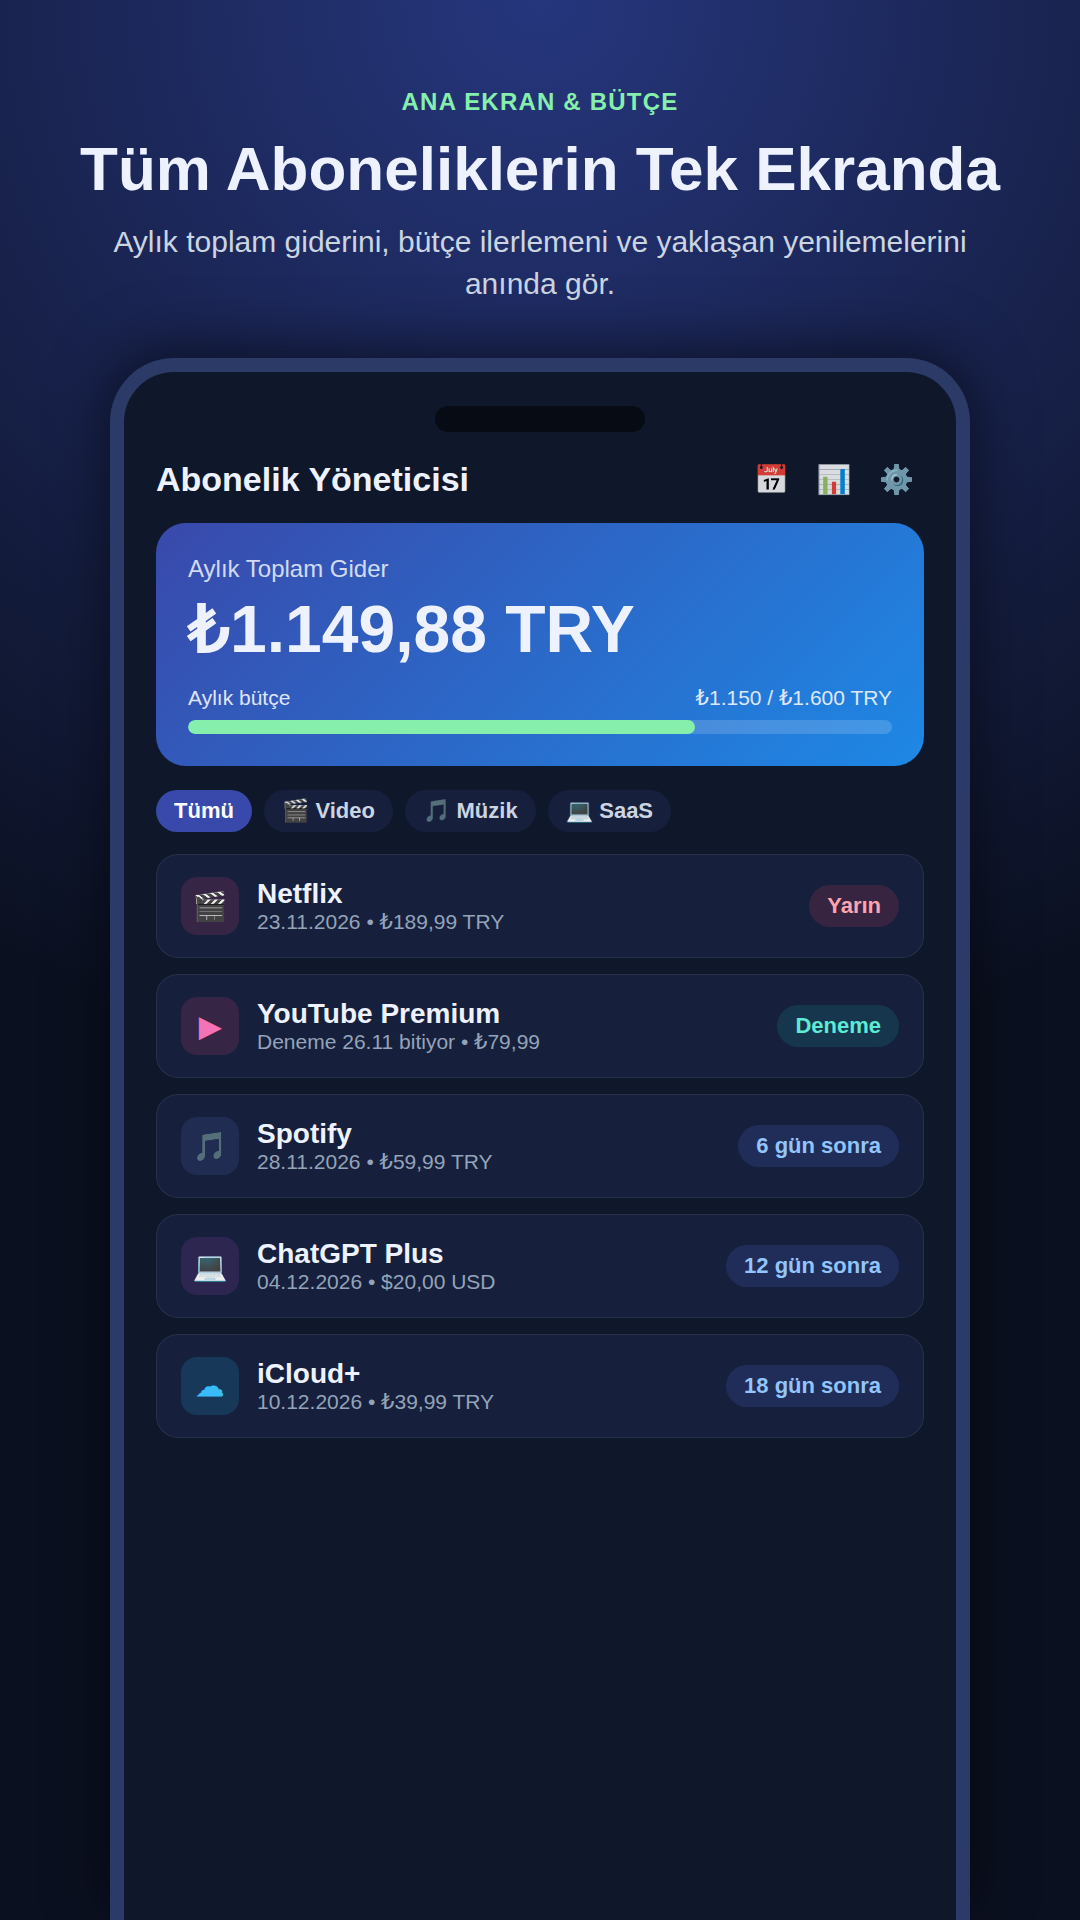 ANA EKRAN & BÜTÇE
Tüm Aboneliklerin Tek Ekranda
Aylık toplam giderini, bütçe ilerlemeni ve yaklaşan yenilemelerini
anında gör.
Abonelik Yöneticisi
Aylık Toplam Gider
₺1.149,88 TRY
Aylık bütçe ₺1.150 / ₺1.600 TRY
Tümü Video Müzik SaaS
Netflix
23.11.2026 • ₺189,99 TRY
Yarın
YouTube Premium
Deneme 26.11 bitiyor • ₺79,99
Deneme
Spotify
28.11.2026 • ₺59,99 TRY
6 gün sonra
ChatGPT Plus
04.12.2026 • $20,00 USD
12 gün sonra
iCloud+
10.12.2026 • ₺39,99 TRY
18 gün sonra